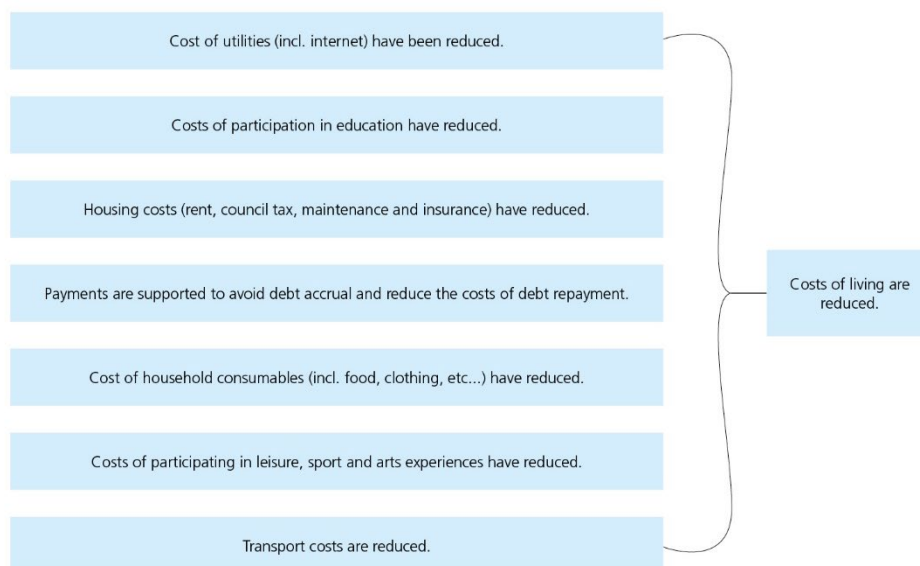 Cost of utilities (incl. internet) have been reduced.
Costs of participation in education have reduced.
Housing costs (rent, council tax, maintenance and insurance) have reduced.
Payments are supported to avoid debt accrual and reduce the costs of debt repayment.
Cost of household consumables (incl. food, clothing, etc...) have reduced.
Costs of participating in leisure, sport and arts experiences have reduced.
Transport costs are reduced.
Costs of living are
reduced.